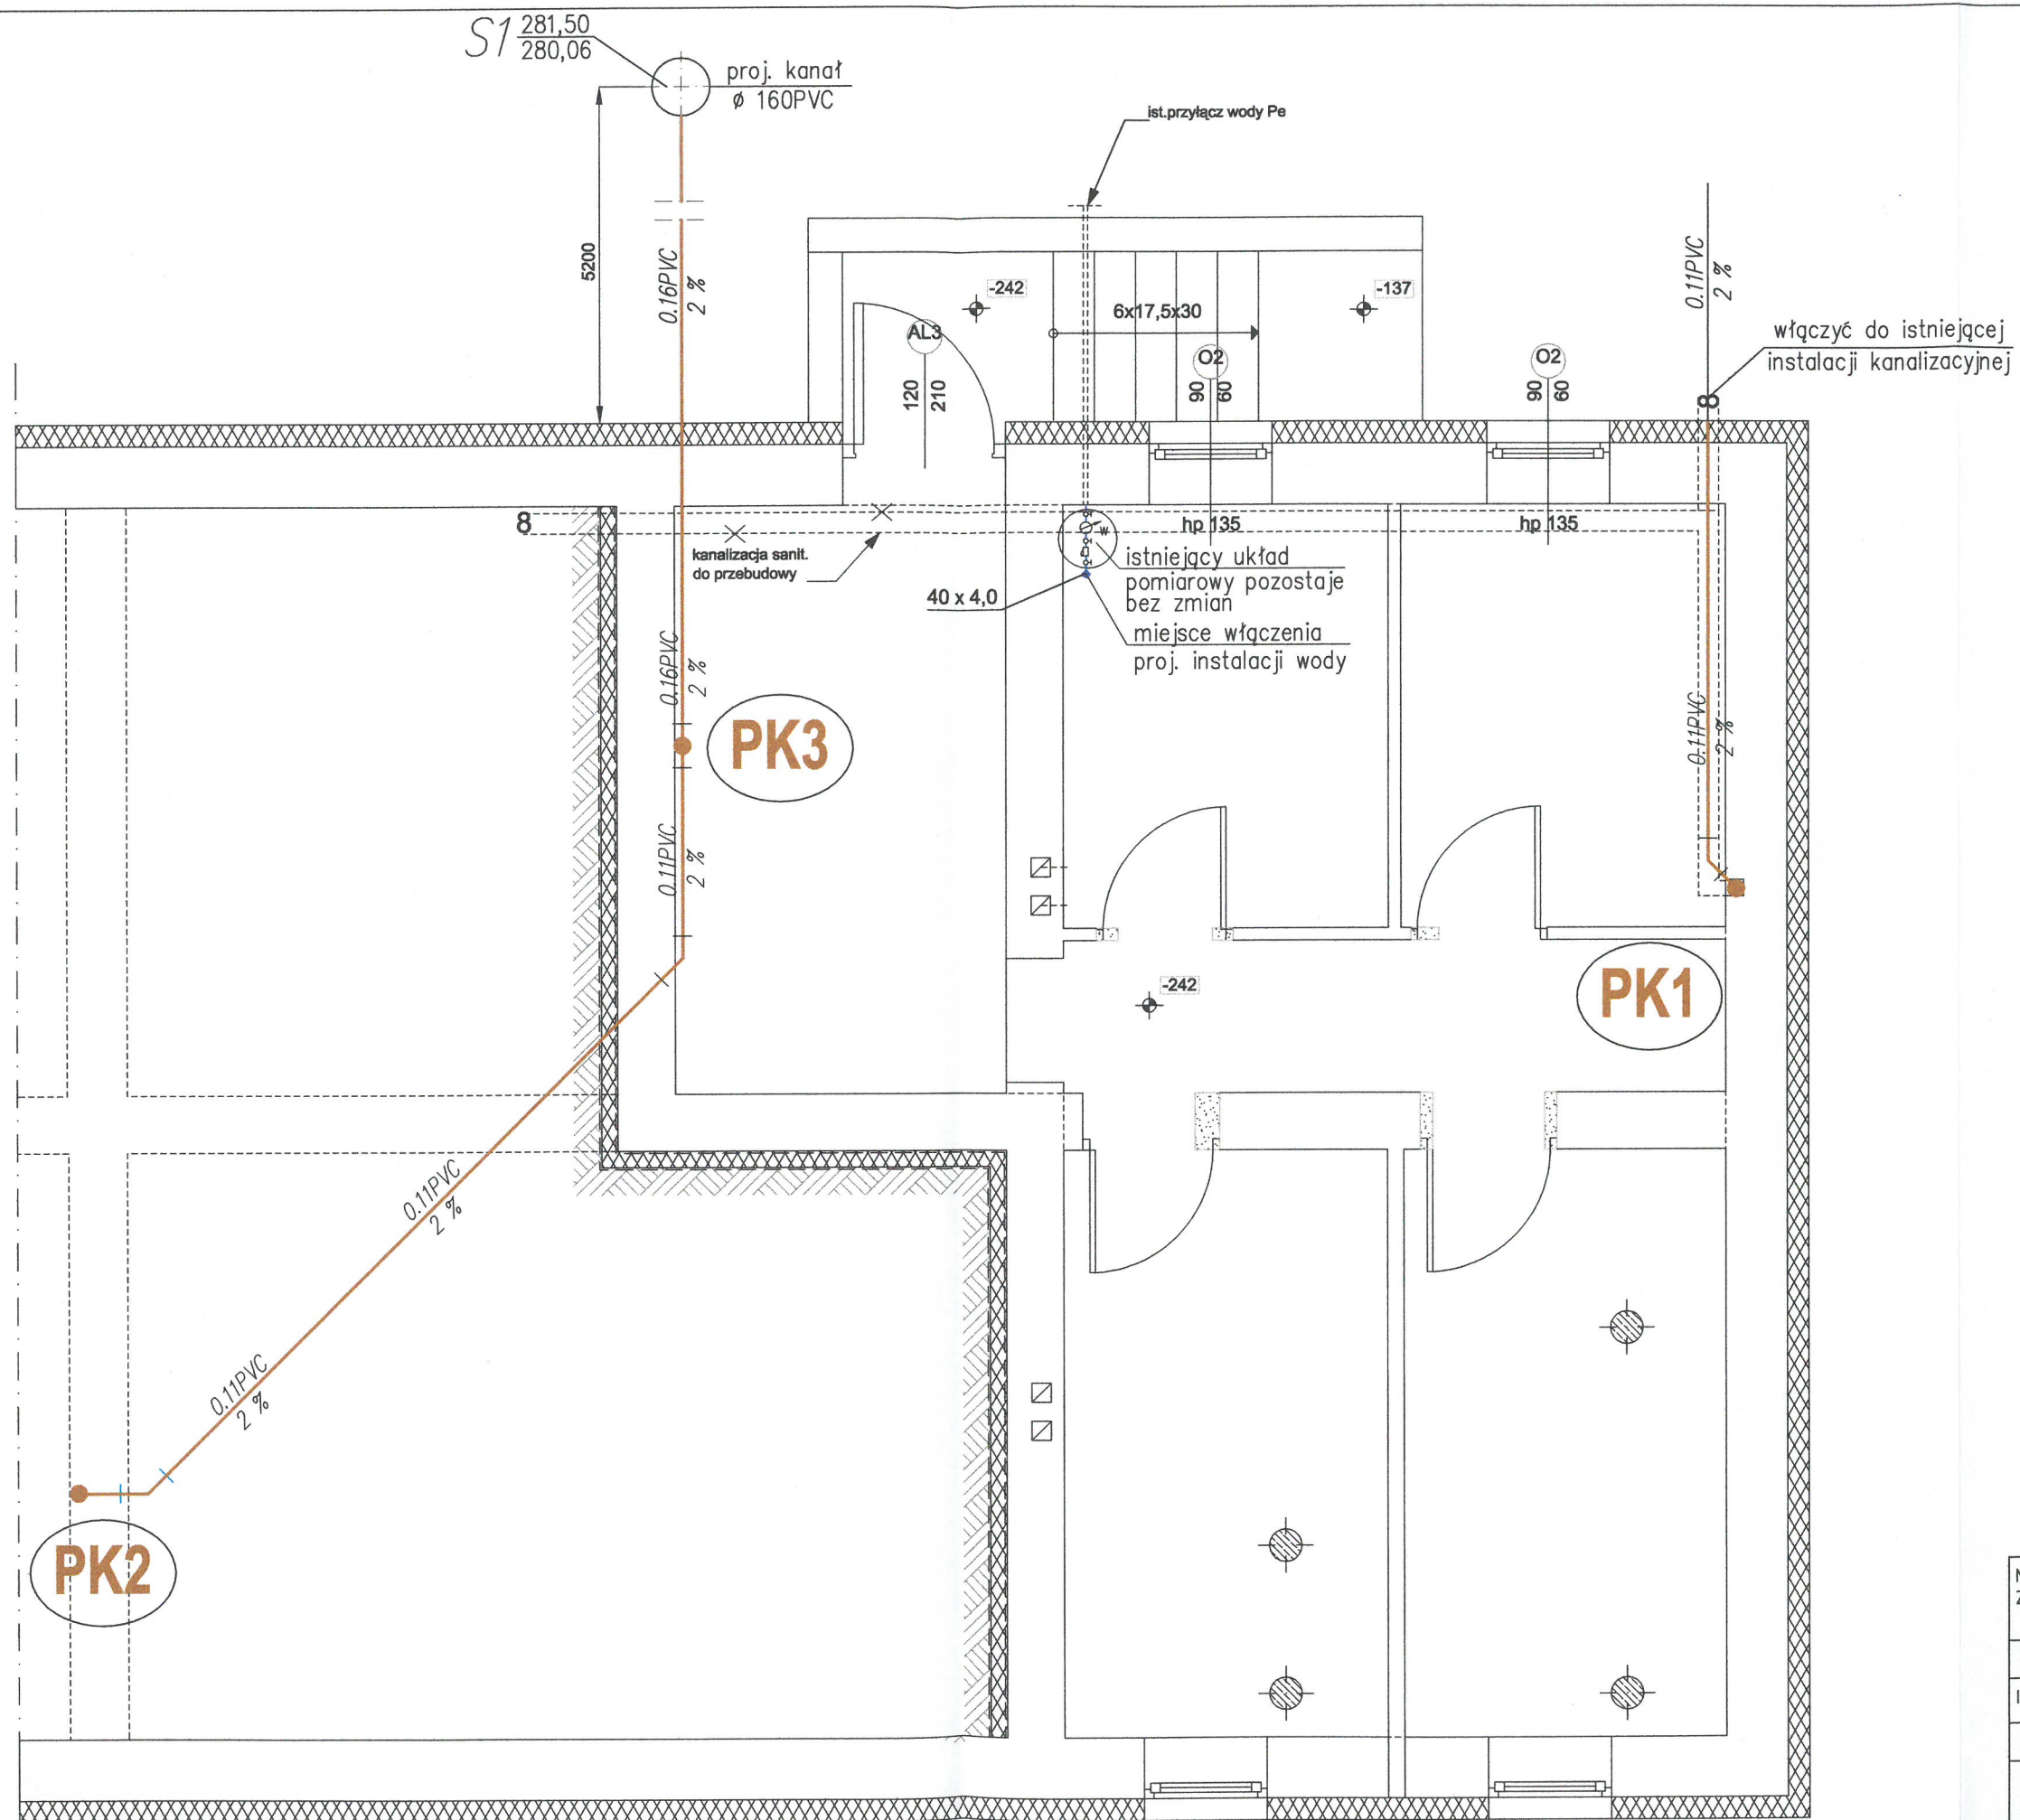 S1 281,50
280,06
proj. kanał
ø 160PVC
ist.przyłącz wody Pe
5200
0.16PVC
2 %
-242
-137
6x17,5x30
AL3
120
210
O2
90
60
O2
90
60
0.11PVC
2 %
włączyć do istniejącej
instalacji kanalizacyjnej
8
8
kanalizacja sanit.
do przebudowy
hp 135
hp 135
w
istniejący układ
pomiarowy pozostaje
bez zmian
40 x 4,0
miejsce włączenia
proj. instalacji wody
0.16PVC
2 %
PK3
0.11PVC
2 %
0.11PVC
2 %
-242
PK1
0.11PVC
2 %
0.11PVC
2 %
PK2